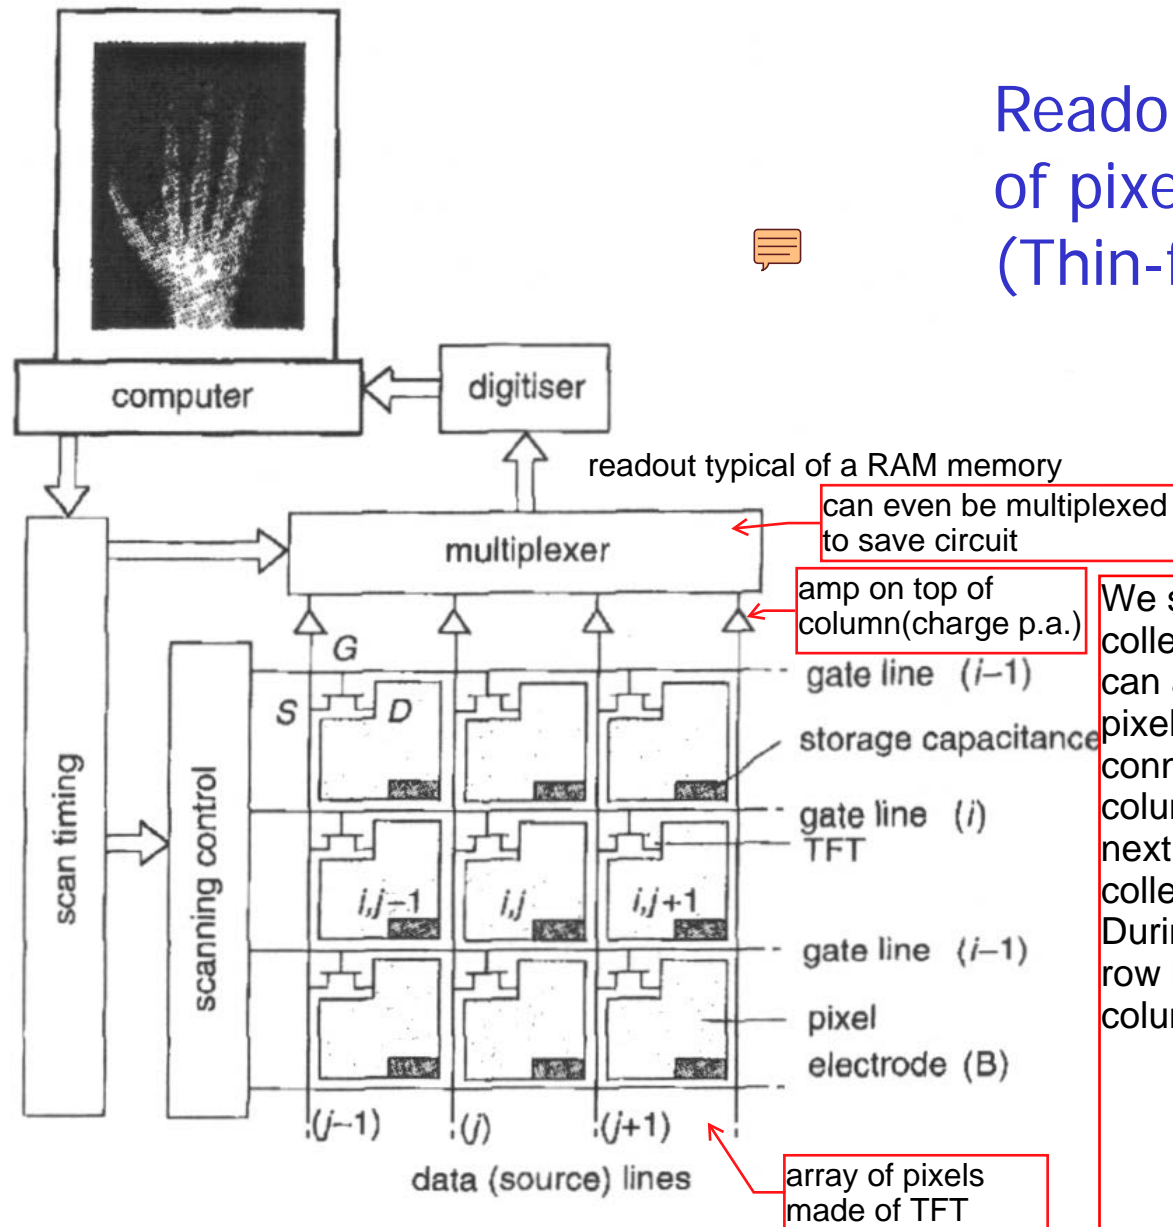 Reado
of pixe
(Thin-f
computer
digitiser
readout typical of a RAM memory
can even be multiplexed
to save circuit
multiplexer
amp on top of
column(charge p.a.)
We s
colle
can
pixel
conn
colum
next
colle
Durin
row
colum
G
S
D
gate line (i–1)
storage capacitance
gate line (i)
TFT
i,j–1
i,j
i,j+1
gate line (i–1)
pixel
electrode (B)
scan timing
scanning control
(j–1)
(j)
(j+1)
data (source) lines
array of pixels
made of TFT